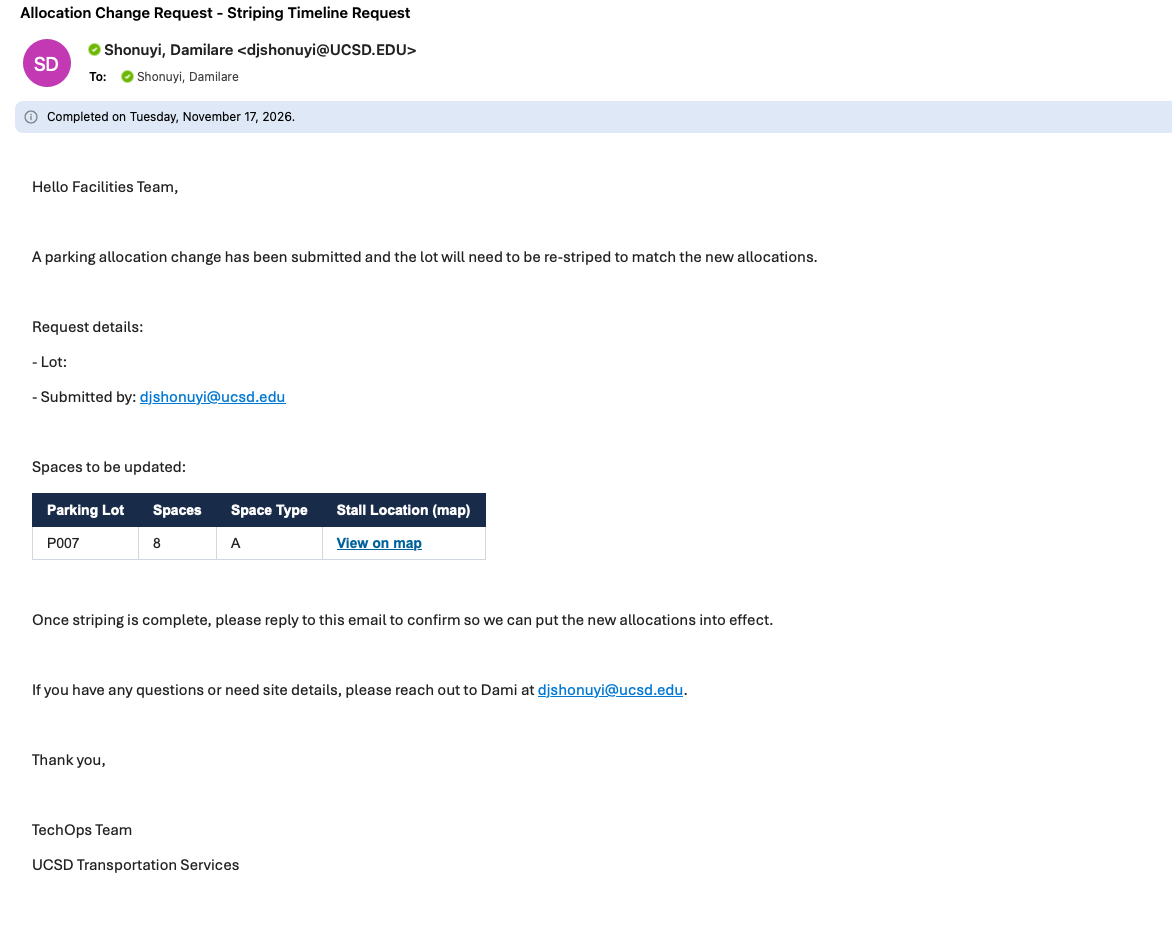 Allocation Change Request - Striping Timeline Request
SD
Shonuyi, Damilare <djshonuyi@UCSD.EDU>
To: Shonuyi, Damilare
Completed on Tuesday, November 17, 2026.
Hello Facilities Team,
A parking allocation change has been submitted and the lot will need to be re-striped to match the new allocations.
Request details:
- Lot:
- Submitted by: djshonuyi@ucsd.edu
Spaces to be updated:
Parking Lot Spaces Space Type Stall Location (map)
P007 8 A View on map
Once striping is complete, please reply to this email to confirm so we can put the new allocations into effect.
If you have any questions or need site details, please reach out to Dami at djshonuyi@ucsd.edu.
Thank you,
TechOps Team
UCSD Transportation Services